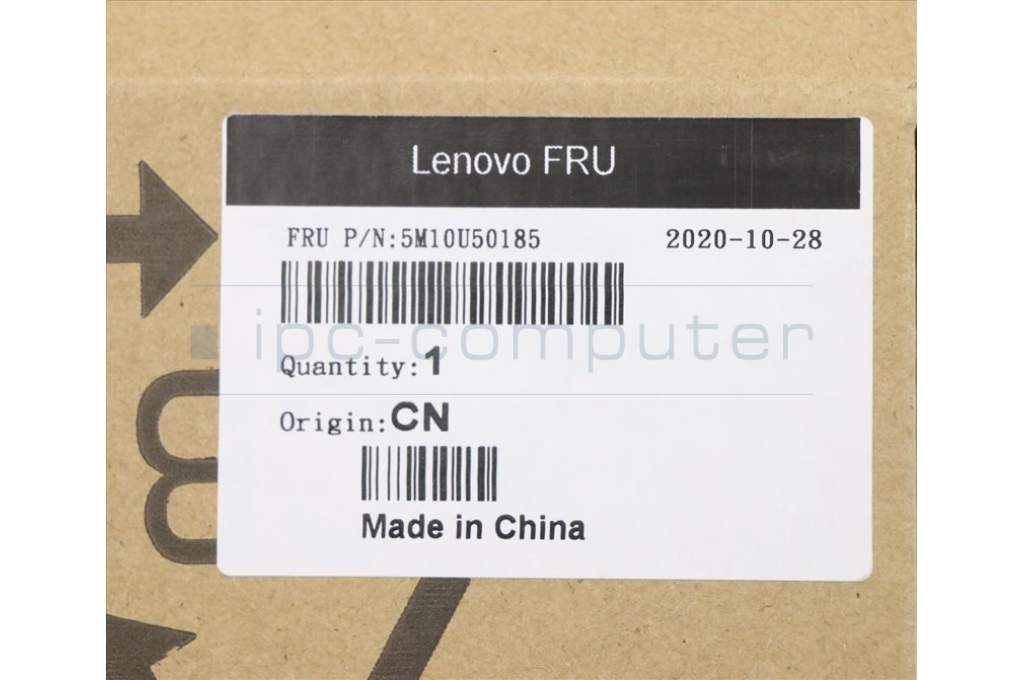 Lenovo FRU
FRU P/N:5M10U50185 2020-10-28
ipc-computer
Quantity:1
Origin:CN
Made in China